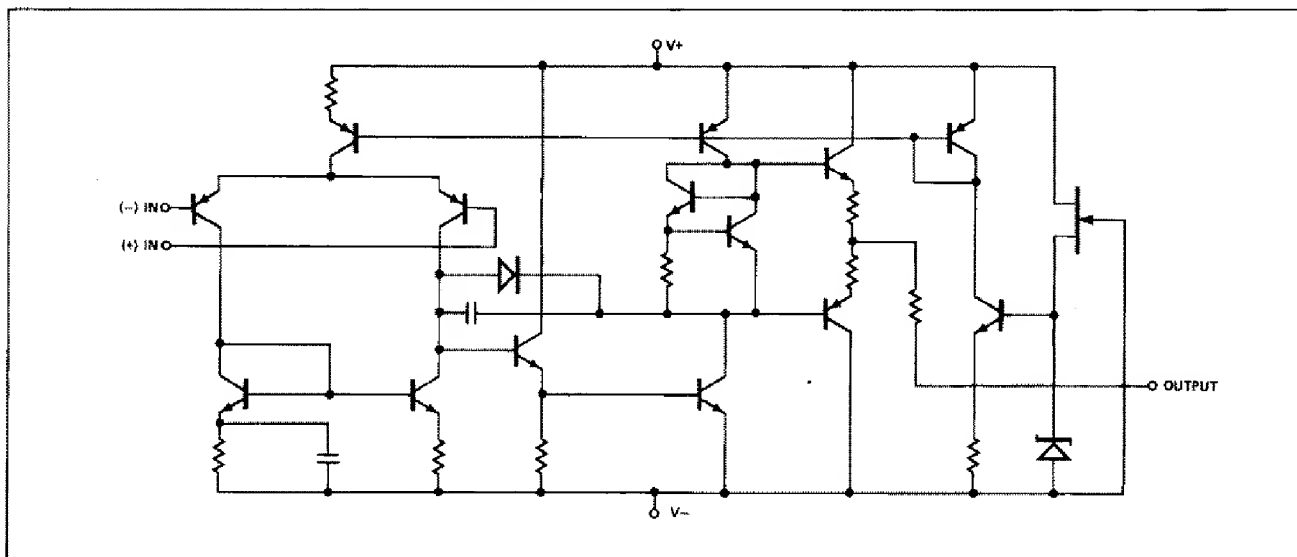 V+
(−) IN
(+) IN
OUTPUT
V−